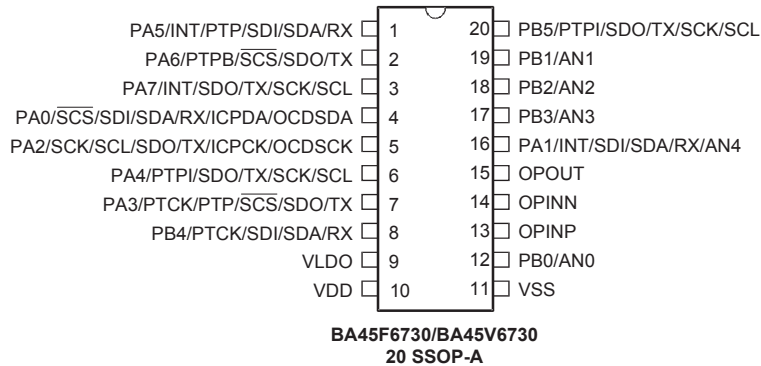 PA5/INT/PTP/SDI/SDA/RX 1 20 PB5/PTPI/SDO/TX/SCK/SCL
PA6/PTPB/SCS/SDO/TX 2 19 PB1/AN1
PA7/INT/SDO/TX/SCK/SCL 3 18 PB2/AN2
PA0/SCS/SDI/SDA/RX/ICPDA/OCDSDA 4 17 PB3/AN3
PA2/SCK/SCL/SDO/TX/ICPCK/OCDSCK 5 16 PA1/INT/SDI/SDA/RX/AN4
PA4/PTPI/SDO/TX/SCK/SCL 6 15 OPOUT
PA3/PTCK/PTP/SCS/SDO/TX 7 14 OPINN
PB4/PTCK/SDI/SDA/RX 8 13 OPINP
VLDO 9 12 PB0/AN0
VDD 10 11 VSS
BA45F6730/BA45V6730
20 SSOP-A